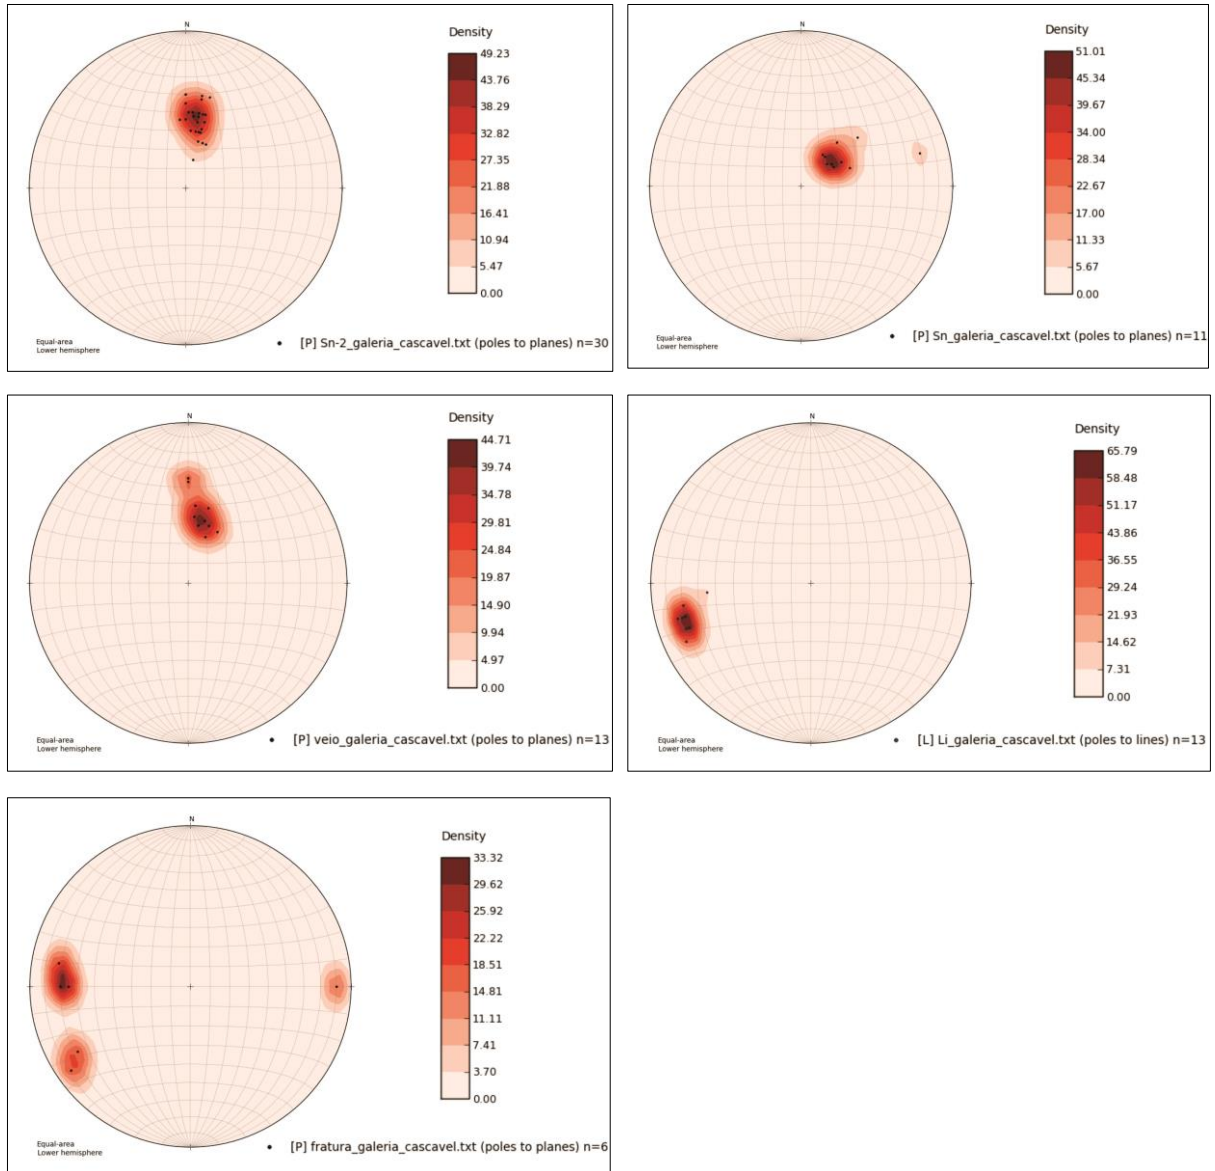 N
Density
49.23
43.76
38.29
32.82
27.35
21.88
16.41
10.94
5.47
0.00
Equal-area
Lower hemisphere
[P] Sn-2_galeria_cascavel.txt (poles to planes) n=30
N
Density
51.01
45.34
39.67
34.00
28.34
22.67
17.00
11.33
5.67
0.00
Equal-area
Lower hemisphere
[P] Sn_galeria_cascavel.txt (poles to planes) n=11
N
Density
44.71
39.74
34.78
29.81
24.84
19.87
14.90
9.94
4.97
0.00
Equal-area
Lower hemisphere
[P] veio_galeria_cascavel.txt (poles to planes) n=13
N
Density
65.79
58.48
51.17
43.86
36.55
29.24
21.93
14.62
7.31
0.00
Equal-area
Lower hemisphere
[L] Li_galeria_cascavel.txt (poles to lines) n=13
N
Density
33.32
29.62
25.92
22.22
18.51
14.81
11.11
7.41
3.70
0.00
Equal-area
Lower hemisphere
[P] fratura_galeria_cascavel.txt (poles to planes) n=6